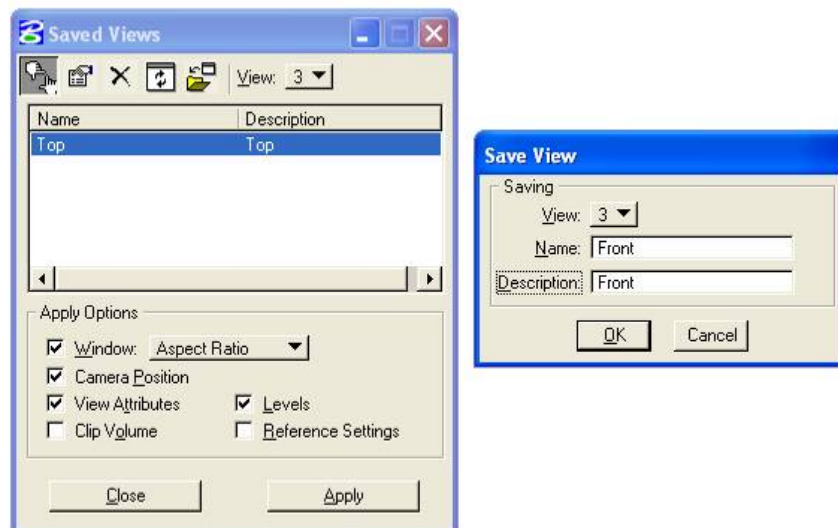 Saved Views
View: 3
Name Description
Top Top
Apply Options
Window: Aspect Ratio
Camera Position
View Attributes Levels
Clip Volume Reference Settings
Close Apply
Save View
Saving
View: 3
Name: Front
Description: Front
OK Cancel